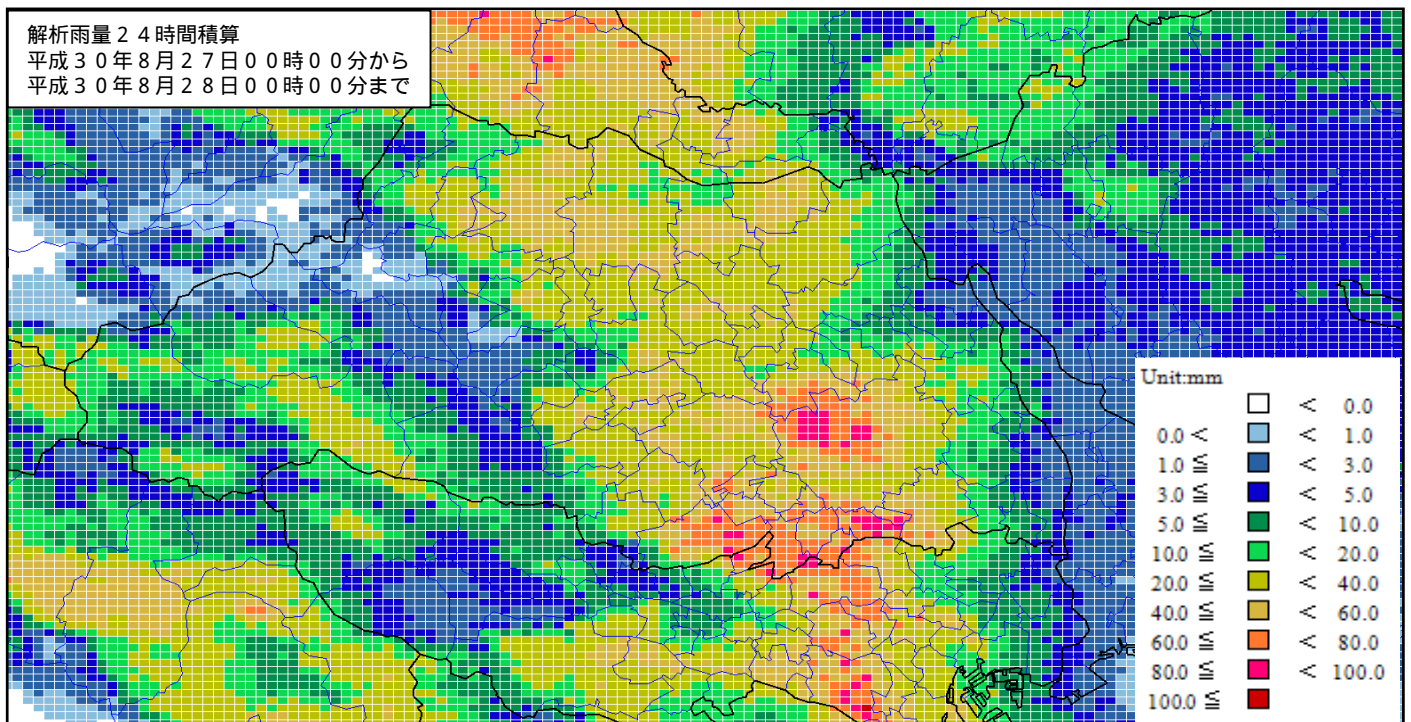 解析雨量２４時間積算
平成３０年８月２７日００時００分から
平成３０年８月２８日００時００分まで
Unit:mm
< 0.0
0.0 < < 1.0
1.0 ≦ < 3.0
3.0 ≦ < 5.0
5.0 ≦ < 10.0
10.0 ≦ < 20.0
20.0 ≦ < 40.0
40.0 ≦ < 60.0
60.0 ≦ < 80.0
80.0 ≦ < 100.0
100.0 ≦